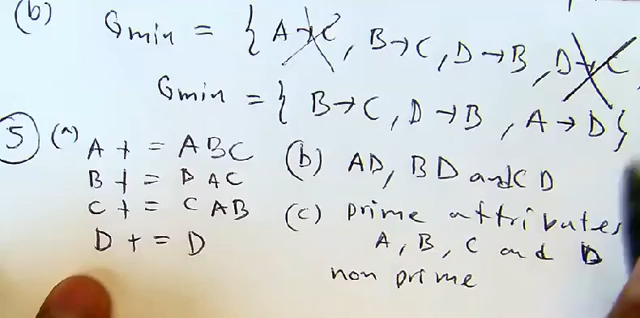 (b) Gmin = { A→C, B→C, D→B, D→C,
Gmin = { B→C, D→B, A→D}
5 (a) A+ = ABC
B+ = BAC
C+ = CAB
D+ = D
(b) AD, BD and CD
(c) prime attributes
A, B, C and D
non prime